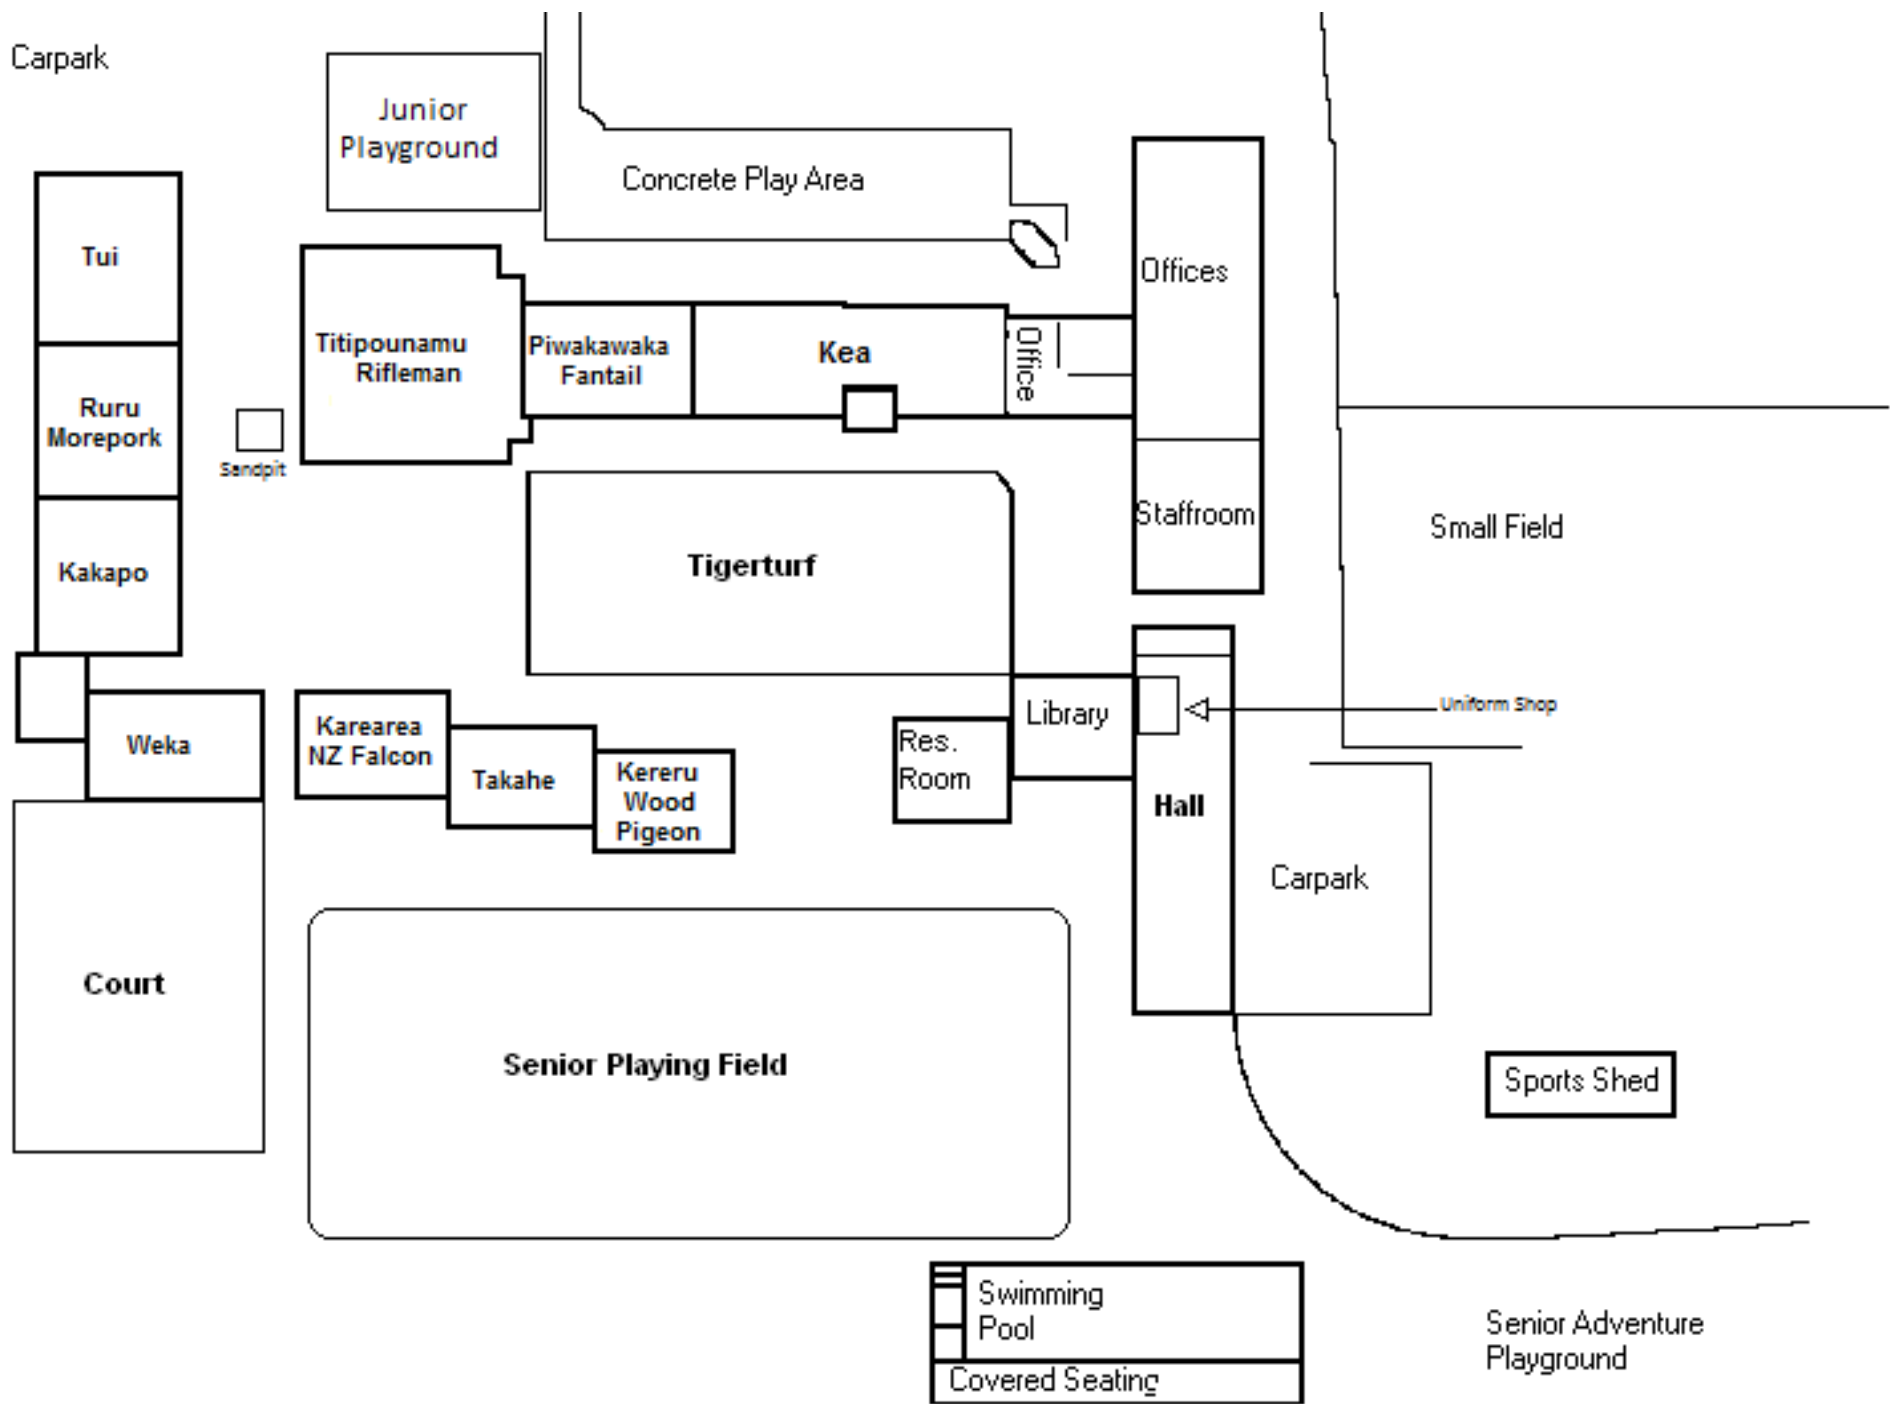 Carpark
Junior
Playground
Concrete Play Area
Tui
Offices
Titipounamu
Rifleman
Piwakawaka
Fantail
Kea
Office
Ruru
Morepork
Sandpit
Staffroom
Small Field
Kakapo
Tigerturf
Uniform Shop
Library
Weka
Karearea
NZ Falcon
Takahe
Kereru
Wood
Pigeon
Res.
Room
Hall
Carpark
Court
Senior Playing Field
Sports Shed
Swimming
Pool
Covered Seating
Senior Adventure
Playground